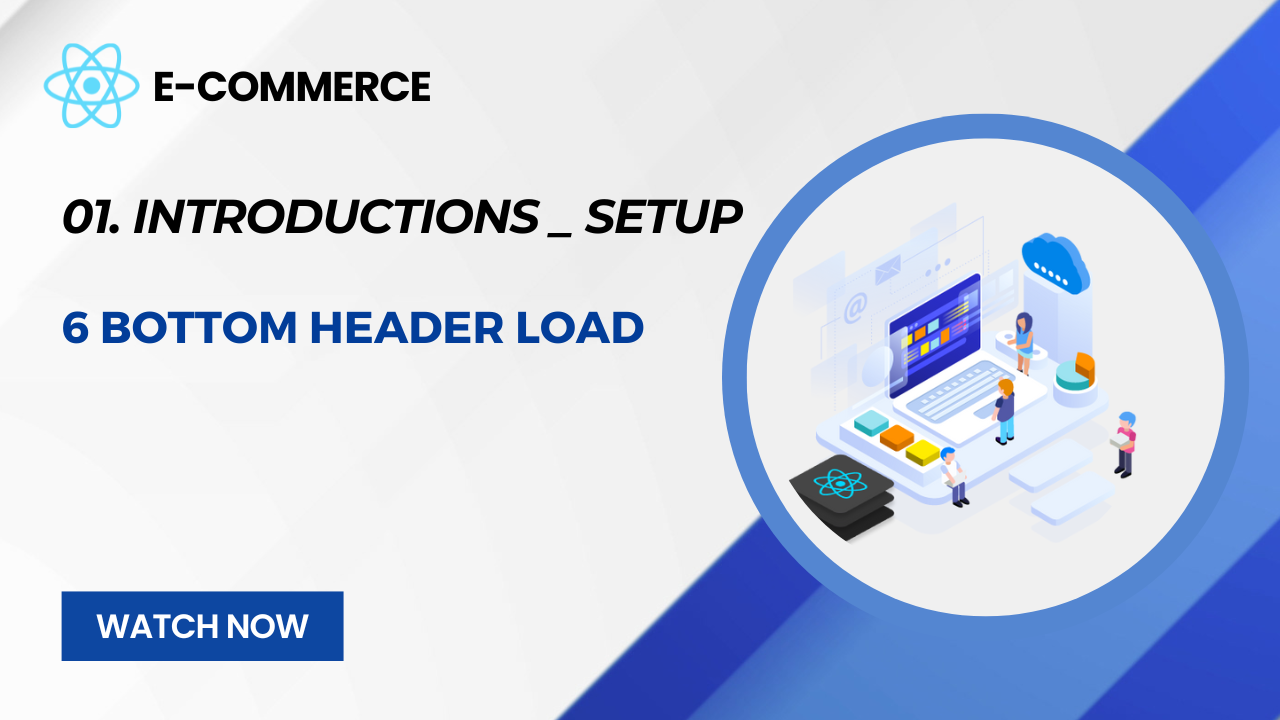 E-COMMERCE
01. INTRODUCTIONS _ SETUP
6 BOTTOM HEADER LOAD
WATCH NOW